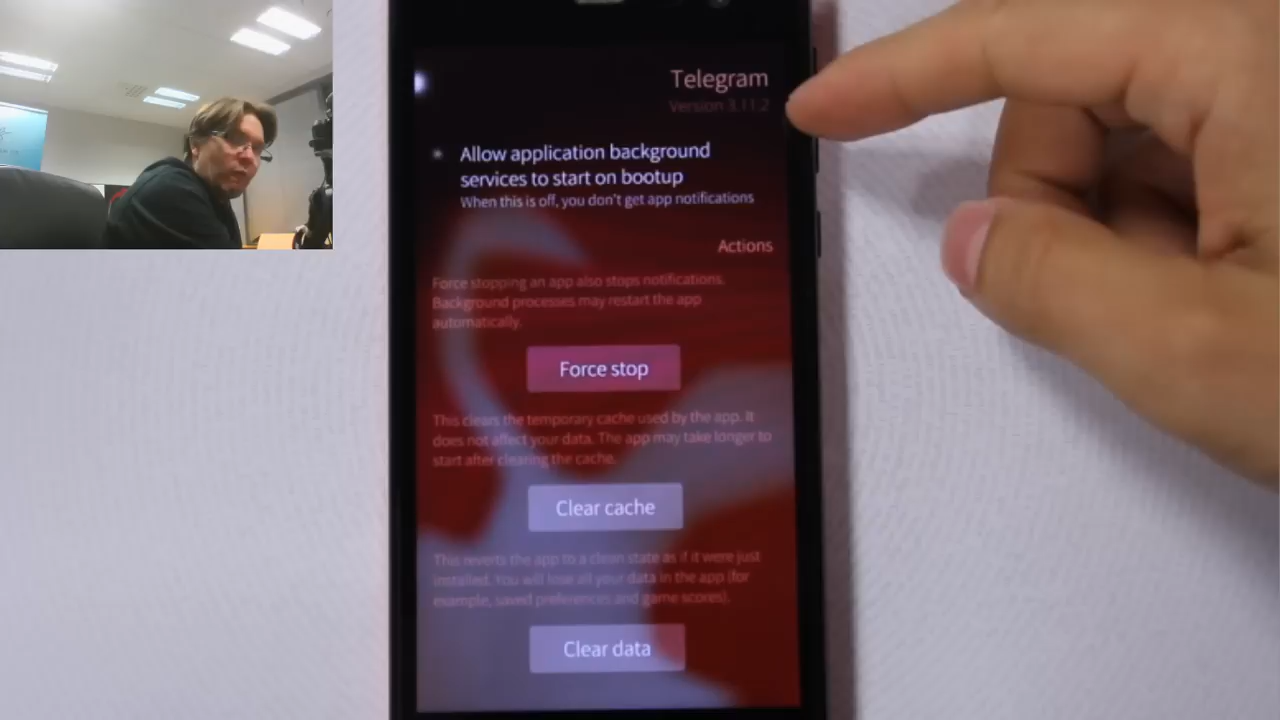 Telegram
Version 3.11.2
Allow application background
services to start on bootup
When this is off, you don't get app notifications
Actions
Force stopping an app also stops notifications.
Background processes may restart the app
automatically.
Force stop
This clears the temporary cache used by the app. It
does not affect your data. The app may take longer to
start after clearing the cache.
Clear cache
This reverts the app to a clean state as if it were just
installed. You will lose all your data in the app (for
example, saved preferences and game scores).
Clear data